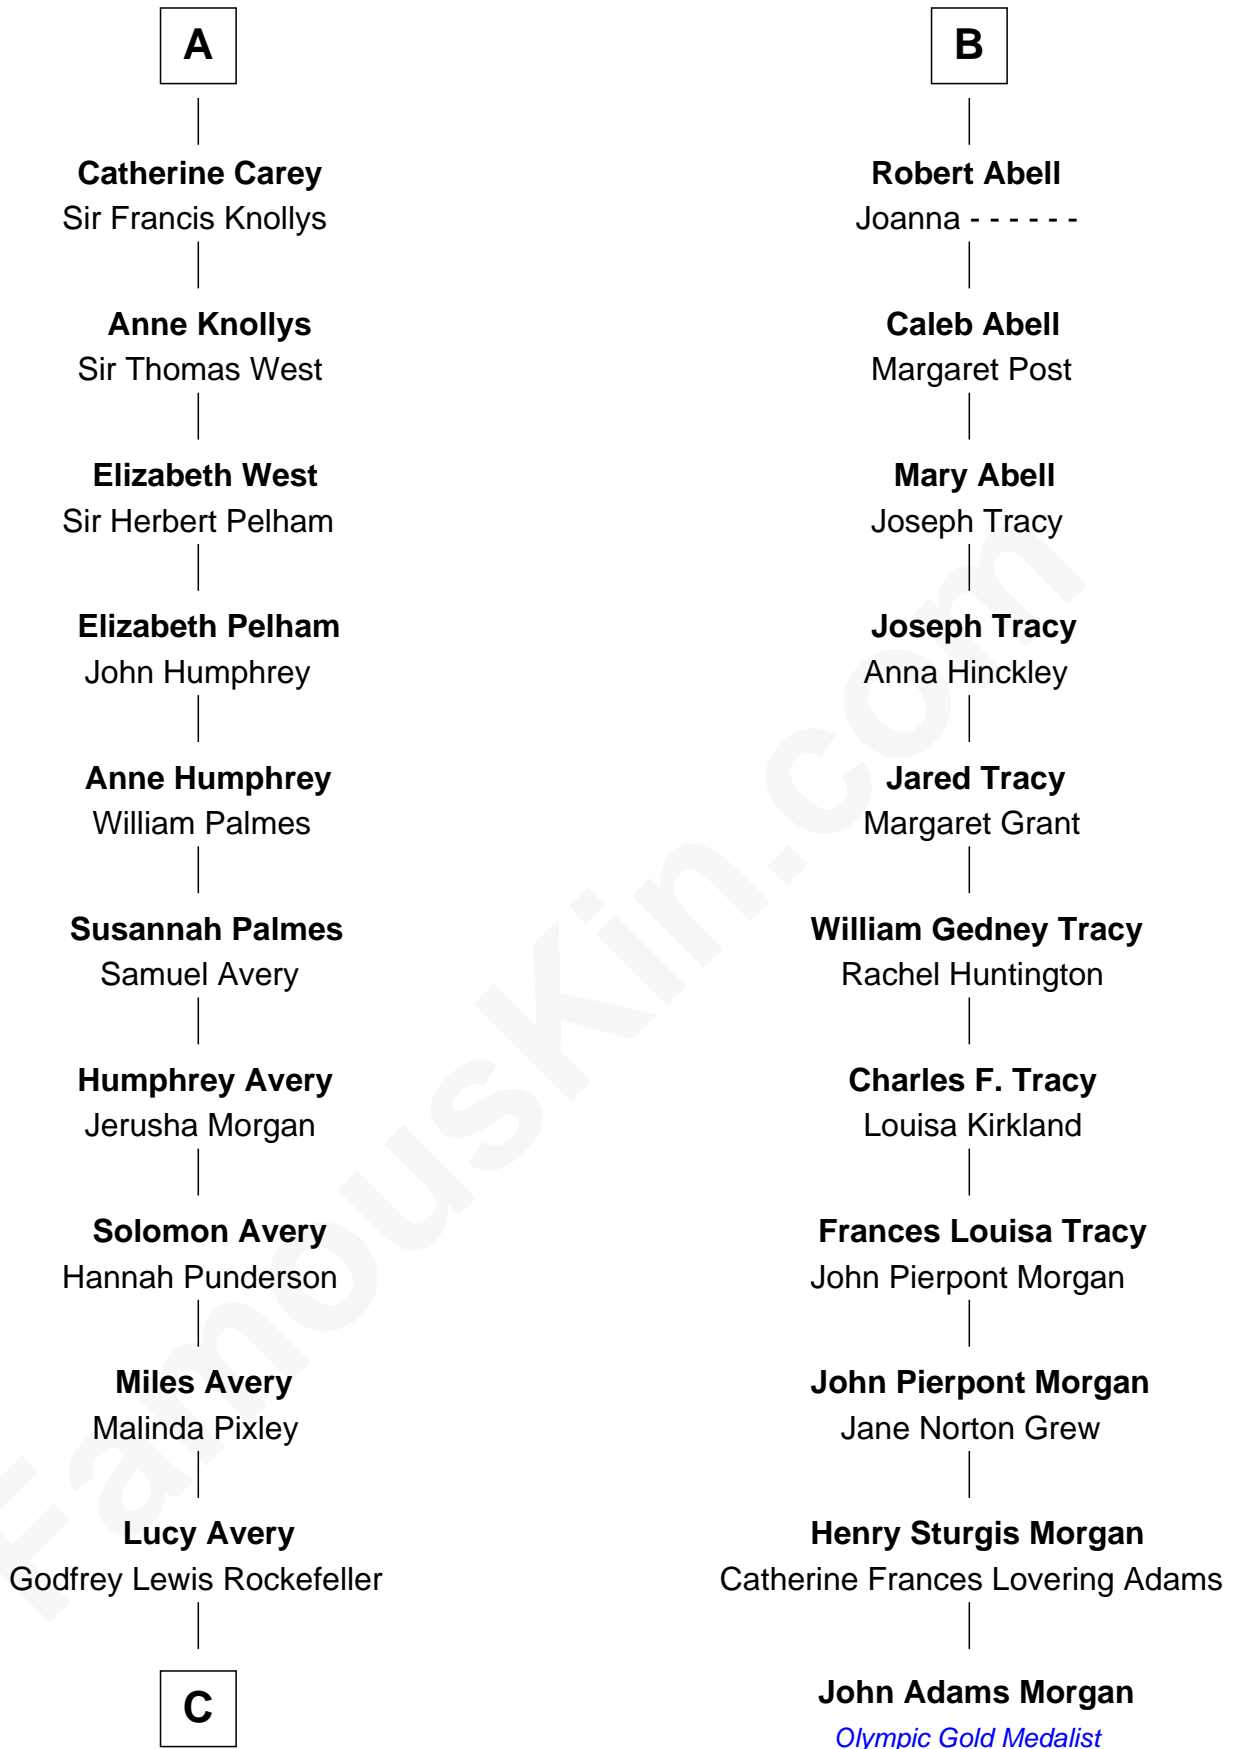 A
Catherine Carey
Sir Francis Knollys
Anne Knollys
Sir Thomas West
Elizabeth West
Sir Herbert Pelham
Elizabeth Pelham
John Humphrey
Anne Humphrey
William Palmes
Susannah Palmes
Samuel Avery
Humphrey Avery
Jerusha Morgan
Solomon Avery
Hannah Punderson
Miles Avery
Malinda Pixley
Lucy Avery
Godfrey Lewis Rockefeller
C
B
Robert Abell
Joanna - - - - - -
Caleb Abell
Margaret Post
Mary Abell
Joseph Tracy
Joseph Tracy
Anna Hinckley
Jared Tracy
Margaret Grant
William Gedney Tracy
Rachel Huntington
Charles F. Tracy
Louisa Kirkland
Frances Louisa Tracy
John Pierpont Morgan
John Pierpont Morgan
Jane Norton Grew
Henry Sturgis Morgan
Catherine Frances Lovering Adams
John Adams Morgan
Olympic Gold Medalist
FamousKin.com